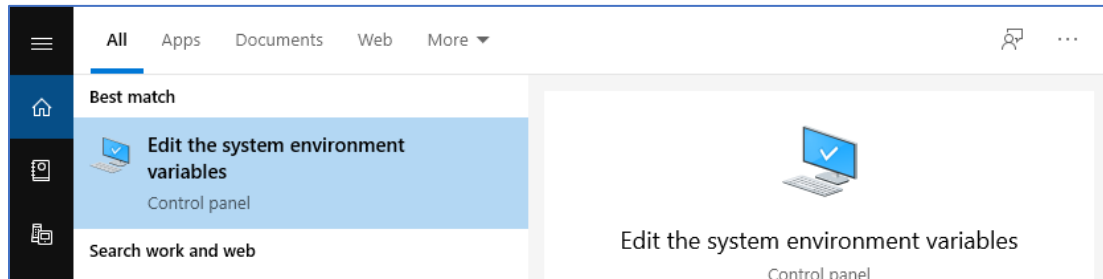 All Apps Documents Web More
Best match
Edit the system environment
variables
Control panel
Search work and web
Edit the system environment variables
Control panel